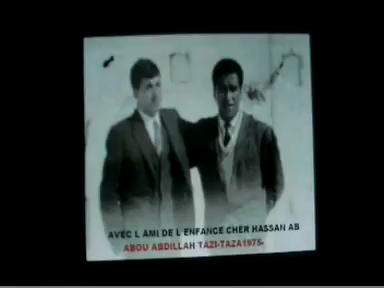 AVEC L AMI DE L ENFANCE CHER HASSAN AB
ABOU ABDILLAH TAZI-TAZA1975-